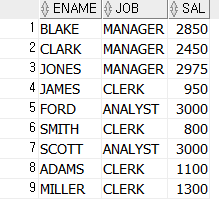 ENAME JOB SAL
1 BLAKE MANAGER 2850
2 CLARK MANAGER 2450
3 JONES MANAGER 2975
4 JAMES CLERK 950
5 FORD ANALYST 3000
6 SMITH CLERK 800
7 SCOTT ANALYST 3000
8 ADAMS CLERK 1100
9 MILLER CLERK 1300